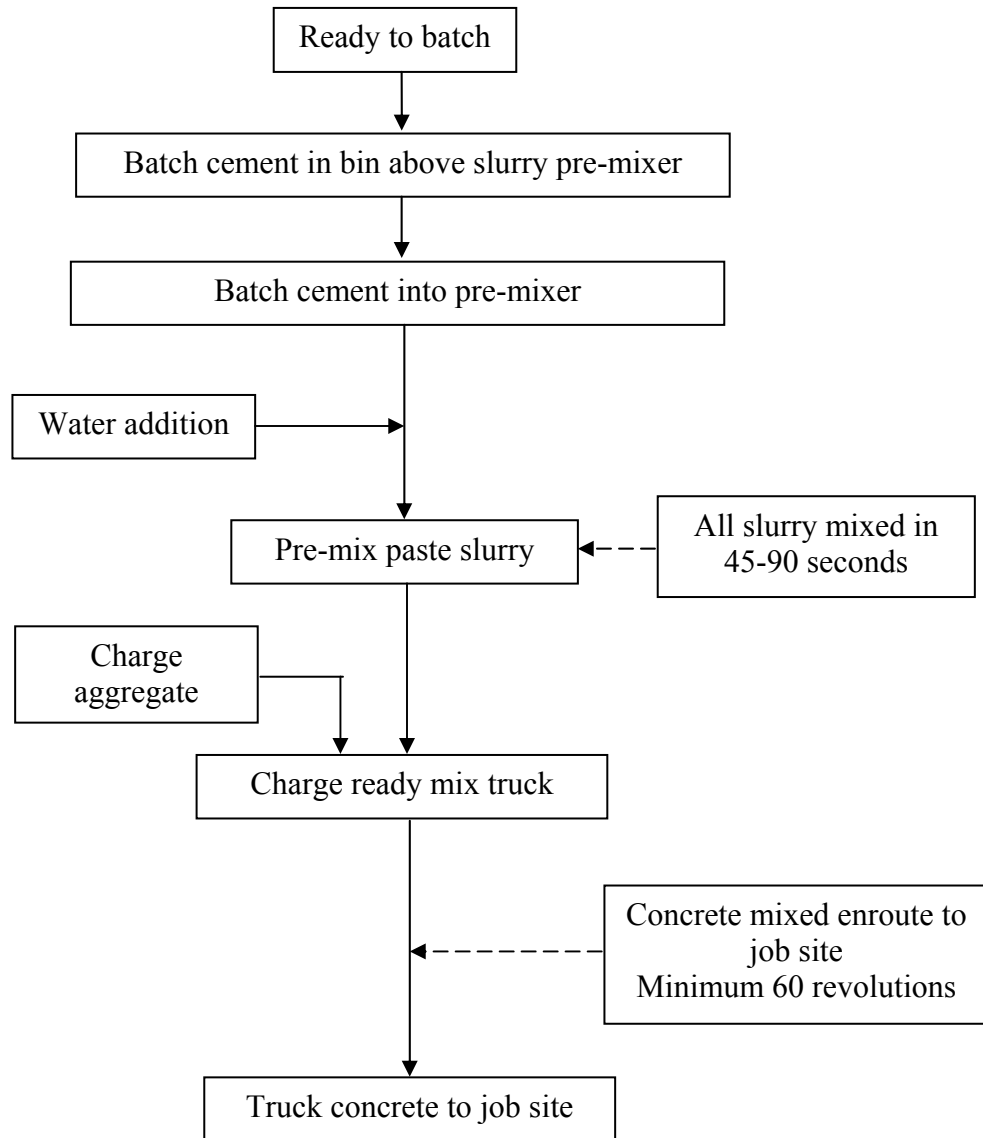 Ready to batch
Batch cement in bin above slurry pre-mixer
Batch cement into pre-mixer
Water addition
Pre-mix paste slurry
All slurry mixed in
45-90 seconds
Charge
aggregate
Charge ready mix truck
Concrete mixed enroute to
job site
Minimum 60 revolutions
Truck concrete to job site